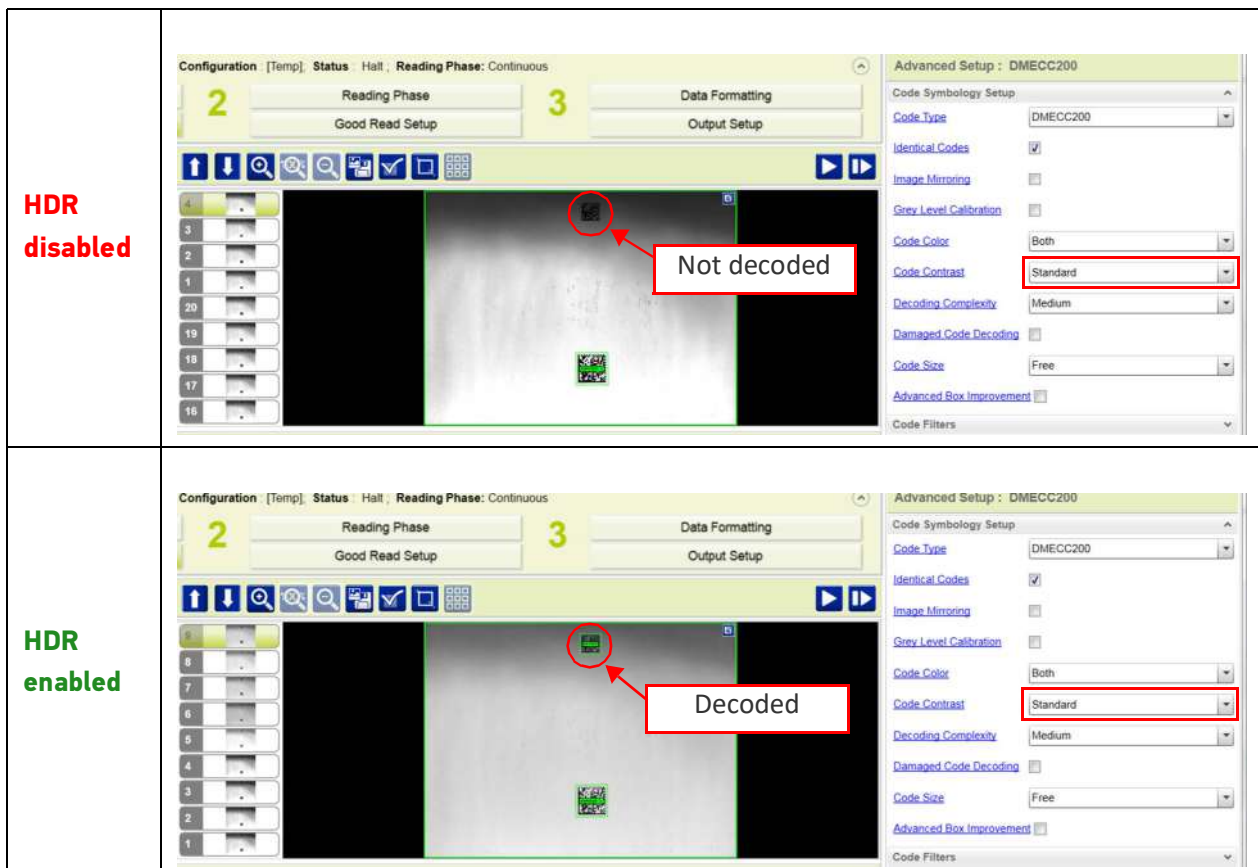 HDR
disabled
Configuration : [Temp]; Status : Halt ; Reading Phase: Continuous
2
Reading Phase
Good Read Setup
3
Data Formatting
Output Setup
4
3
2
1
20
19
18
17
16
Not decoded
Advanced Setup : DMECC200
Code Symbology Setup
Code Type DMECC200
Identical Codes
Image Mirroring
Grey Level Calibration
Code Color Both
Code Contrast Standard
Decoding Complexity Medium
Damaged Code Decoding
Code Size Free
Advanced Box Improvement
Code Filters
HDR
enabled
Configuration : [Temp]; Status : Halt ; Reading Phase: Continuous
2
Reading Phase
Good Read Setup
3
Data Formatting
Output Setup
9
8
7
6
5
4
3
2
1
Decoded
Advanced Setup : DMECC200
Code Symbology Setup
Code Type DMECC200
Identical Codes
Image Mirroring
Grey Level Calibration
Code Color Both
Code Contrast Standard
Decoding Complexity Medium
Damaged Code Decoding
Code Size Free
Advanced Box Improvement
Code Filters